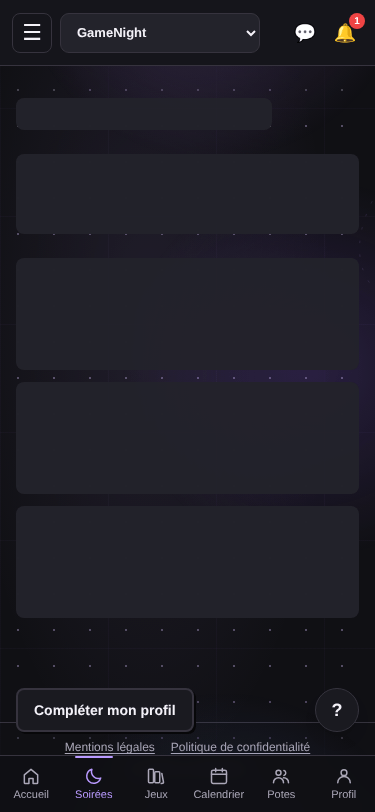 GameNight
1
Compléter mon profil
?
Mentions légales Politique de confidentialité
Accueil Soirées Jeux Calendrier Potes Profil